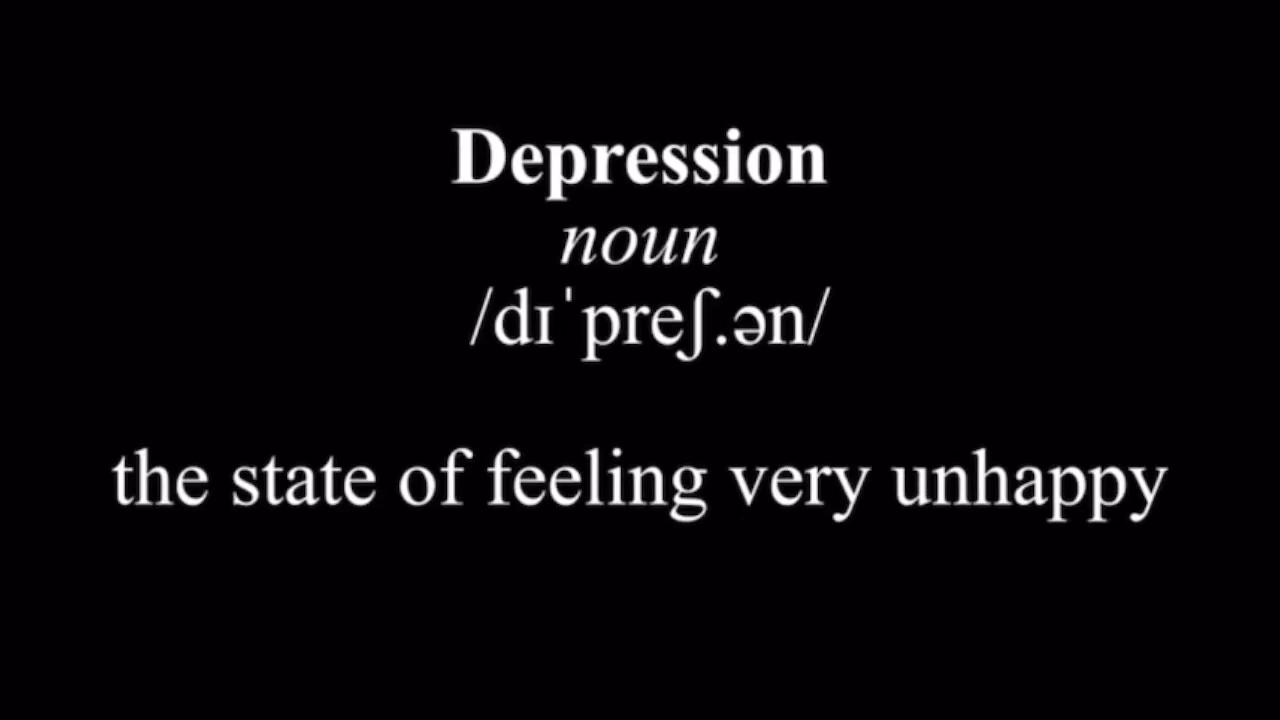 Depression
noun
/dɪˈpreʃ.ən/
the state of feeling very unhappy